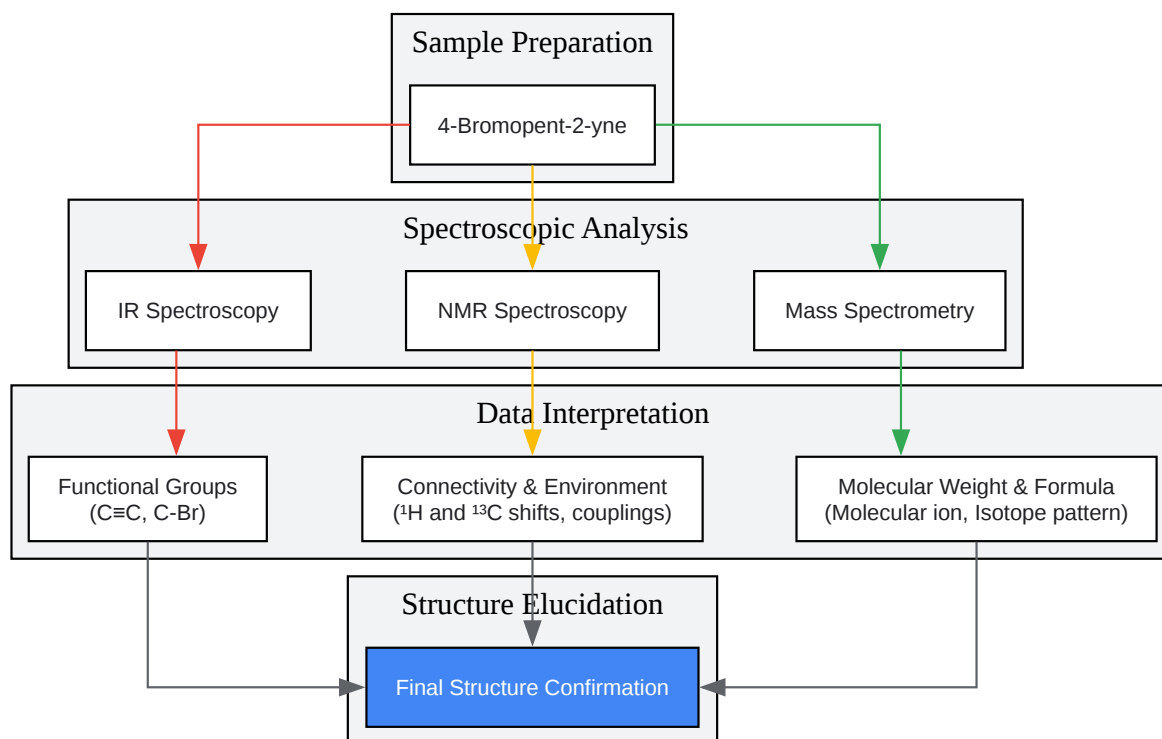 Sample Preparation
4-Bromopent-2-yne
Spectroscopic Analysis
IR Spectroscopy
NMR Spectroscopy
Mass Spectrometry
Data Interpretation
Functional Groups
(C≡C, C-Br)
Connectivity & Environment
(¹H and ¹³C shifts, couplings)
Molecular Weight & Formula
(Molecular ion, Isotope pattern)
Structure Elucidation
Final Structure Confirmation